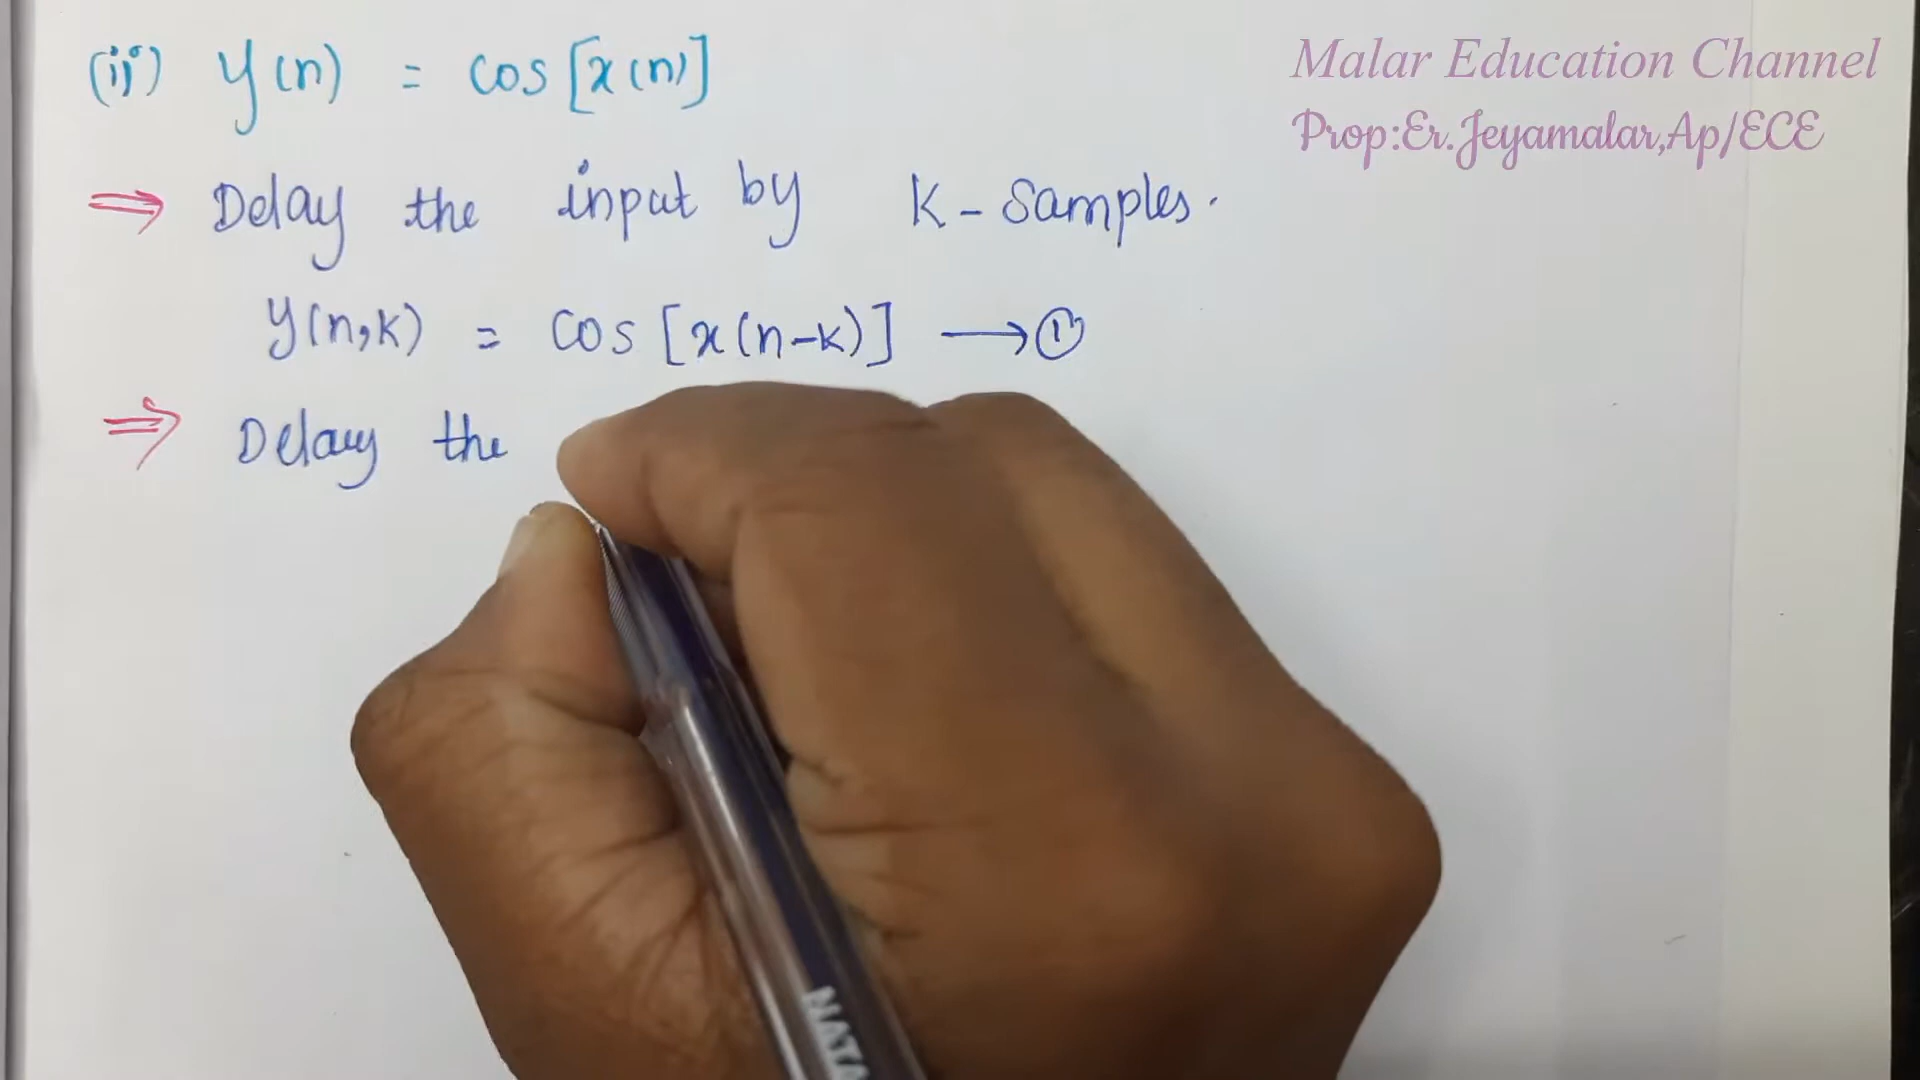 (ii) y(n) = cos[x(n)]
Malar Education Channel
Prop:Er.Jeyamalar,Ap/ECE
⇒ Delay the input by K-Samples.
y(n,k) = cos[x(n-k)] → ①
⇒ Delay the
NATA